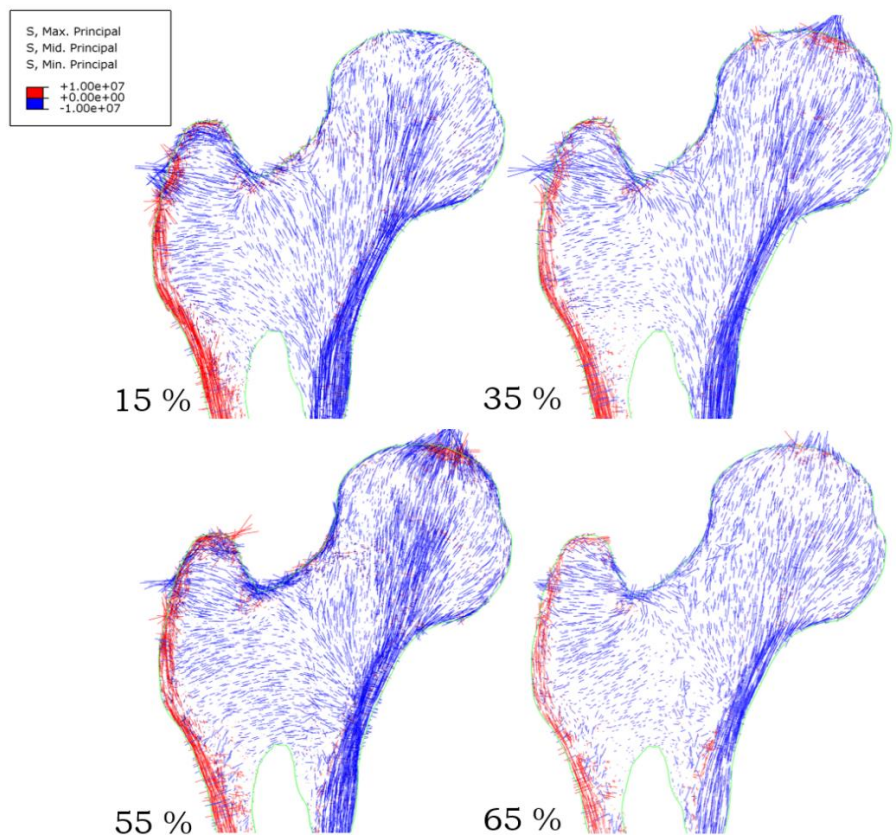 S, Max. Principal
S, Mid. Principal
S, Min. Principal
+1.00e+07
+0.00e+00
-1.00e+07
15 %
35 %
55 %
65 %